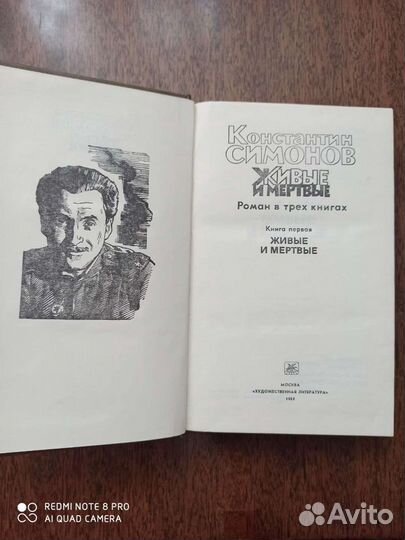 Константин
СИМОНОВ
ЖИВЫЕ
И МЕРТВЫЕ
Роман в трех книгах
Книга первая
ЖИВЫЕ
И МЕРТВЫЕ
МОСКВА
«ХУДОЖЕСТВЕННАЯ ЛИТЕРАТУРА»
REDMI NOTE 8 PRO
AI QUAD CAMERA
Avito